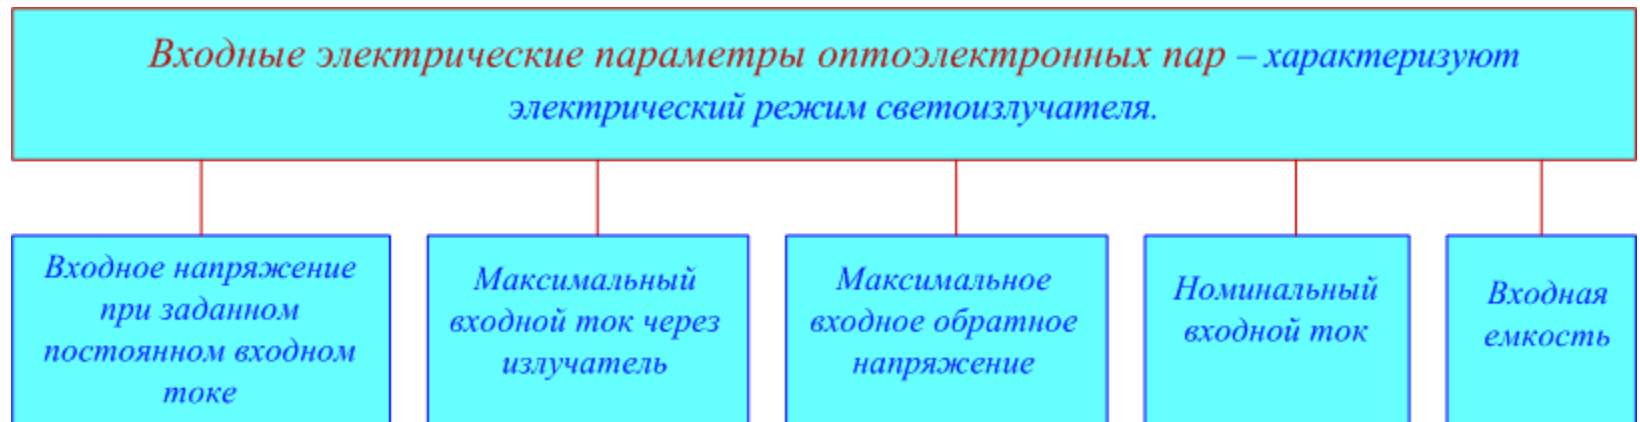 Входные электрические параметры оптоэлектронных пар – характеризуют
электрический режим светоизлучателя.
Входное напряжение
при заданном
постоянном входном
токе
Максимальный
входной ток через
излучатель
Максимальное
входное обратное
напряжение
Номинальный
входной ток
Входная
емкость